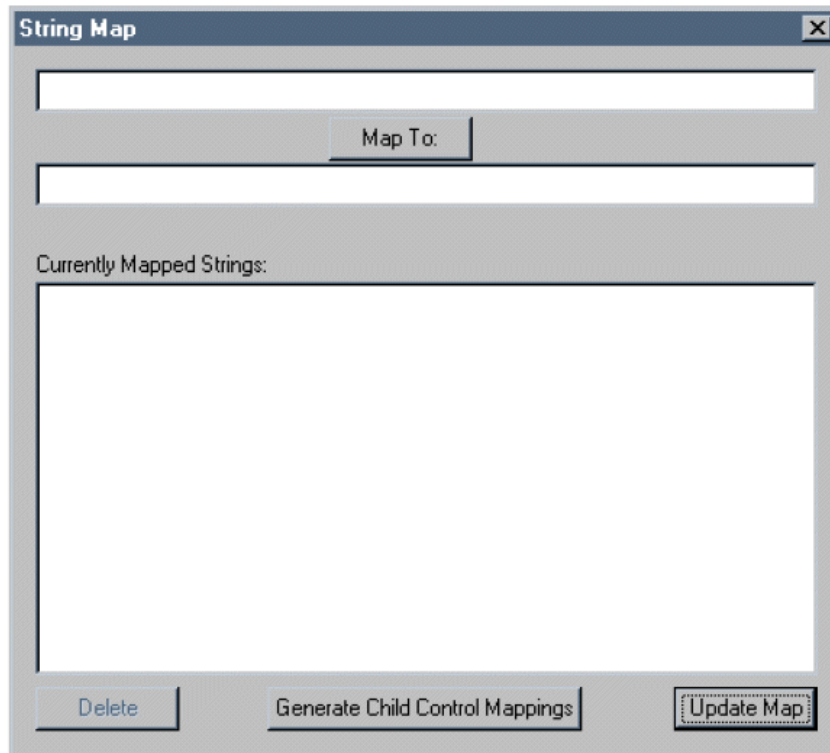 String Map
Map To:
Currently Mapped Strings:
Delete
Generate Child Control Mappings
Update Map